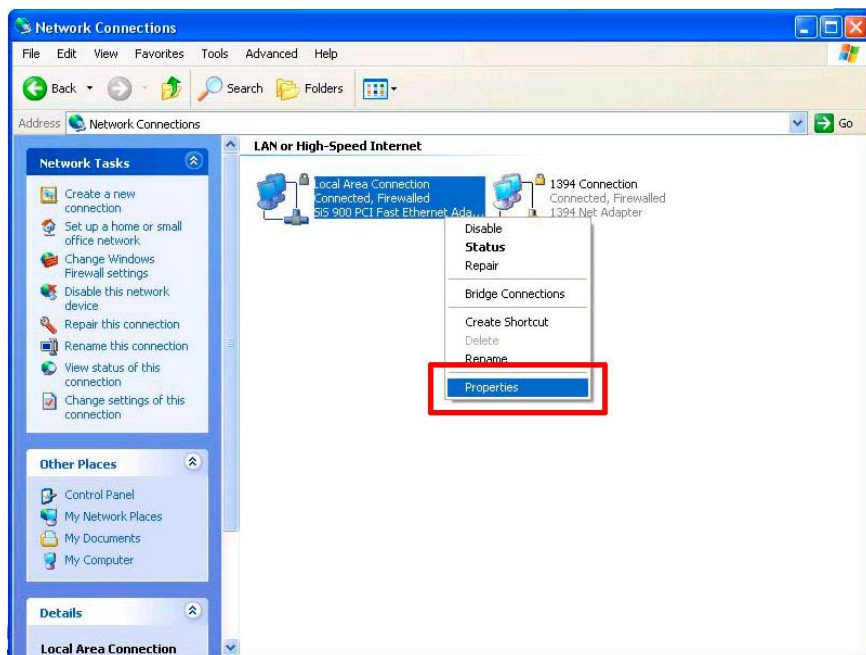 Network Connections
File Edit View Favorites Tools Advanced Help
Back Search Folders
Address Network Connections Go
Network Tasks
Create a new
connection
Set up a home or small
office network
Change Windows
Firewall settings
Disable this network
device
Repair this connection
Rename this connection
View status of this
connection
Change settings of this
connection
Other Places
Control Panel
My Network Places
My Documents
My Computer
Details
Local Area Connection
LAN or High-Speed Internet
Local Area Connection
Connected, Firewalled
SiS 900 PCI Fast Ethernet Ada...
1394 Connection
Connected, Firewalled
1394 Net Adapter
Disable
Status
Repair
Bridge Connections
Create Shortcut
Delete
Rename
Properties